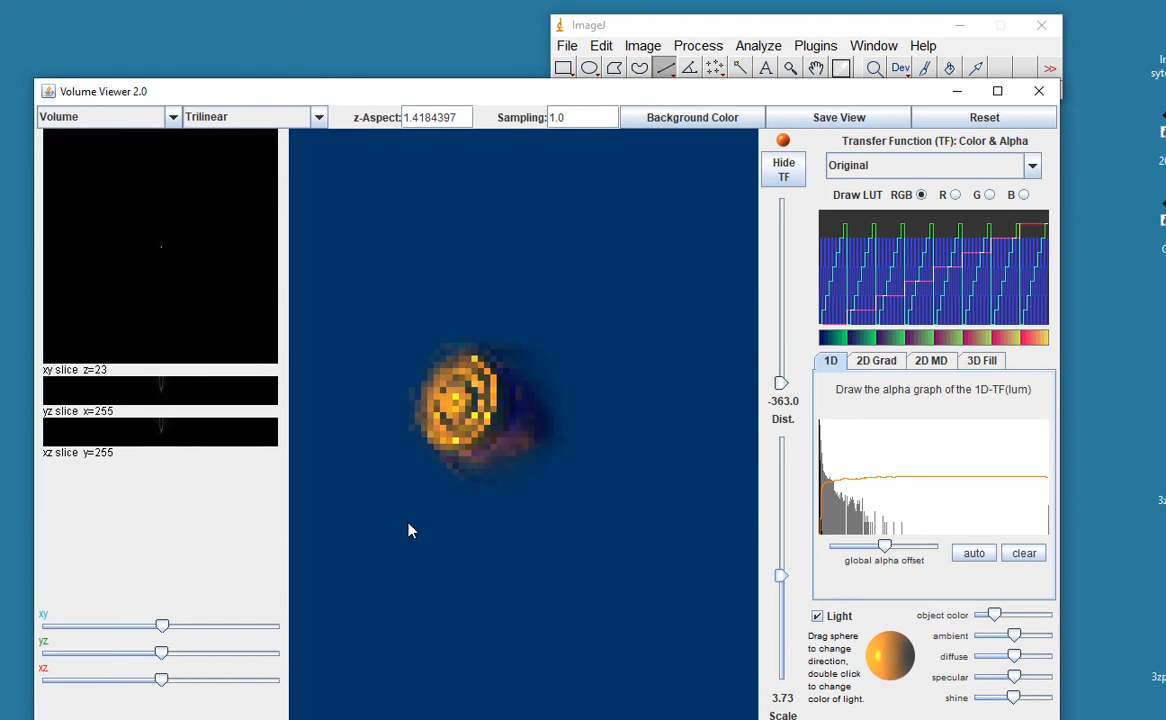 ImageJ
File Edit Image Process Analyze Plugins Window Help
A Dev >>
Volume Viewer 2.0
Volume Trilinear z-Aspect: 1.4184397 Sampling: 1.0 Background Color Save View Reset
Hide
TF
-363.0
Dist.
3.73
Scale
Transfer Function (TF): Color & Alpha
Original
Draw LUT RGB R G B
1D 2D Grad 2D MD 3D Fill
Draw the alpha graph of the 1D-TF(lum)
global alpha offset
auto clear
Light
Drag sphere
to change
direction,
double click
to change
color of light.
object color
ambient
diffuse
specular
shine
xy slice z=23
yz slice x=255
xz slice y=255
xy
yz
xz